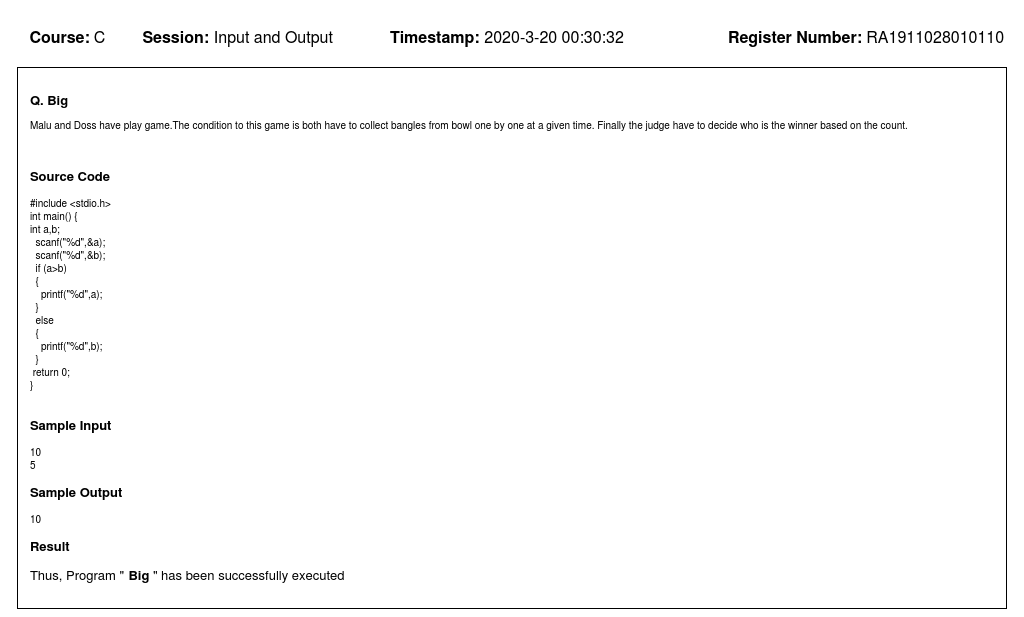 Course: C Session: Input and Output Timestamp: 2020-3-20 00:30:32 Register Number: RA1911028010110
Q. Big
Malu and Doss have play game.The condition to this game is both have to collect bangles from bowl one by one at a given time. Finally the judge have to decide who is the winner based on the count.
Source Code
#include <stdio.h>
int main() {
int a,b;
scanf("%d",&a);
scanf("%d",&b);
if (a>b)
{
printf("%d",a);
}
else
{
printf("%d",b);
}
return 0;
}
Sample Input
10
5
Sample Output
10
Result
Thus, Program " Big " has been successfully executed